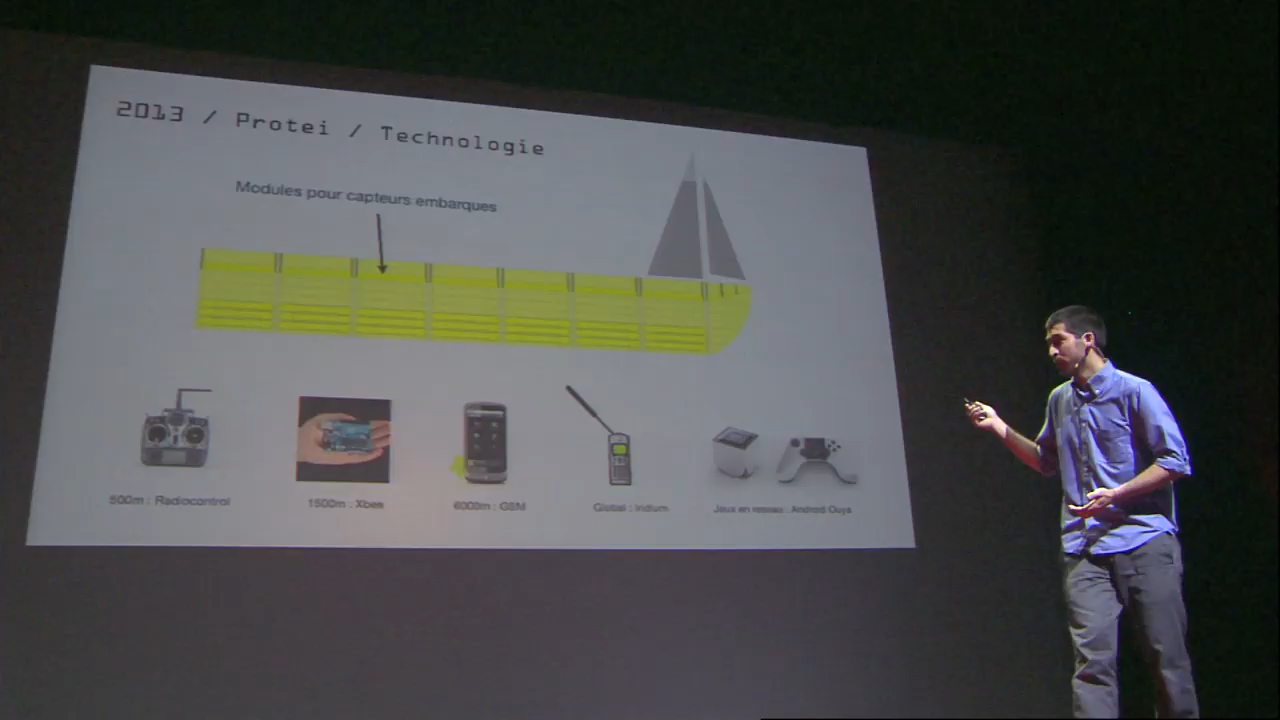 2013 / Protei / Technologie
Modules pour capteurs embarques
500m : Radiocontrol
1500m : Xbee
6000m : GSM
Global : Iridium
Jeux en reseau : Android Ouya